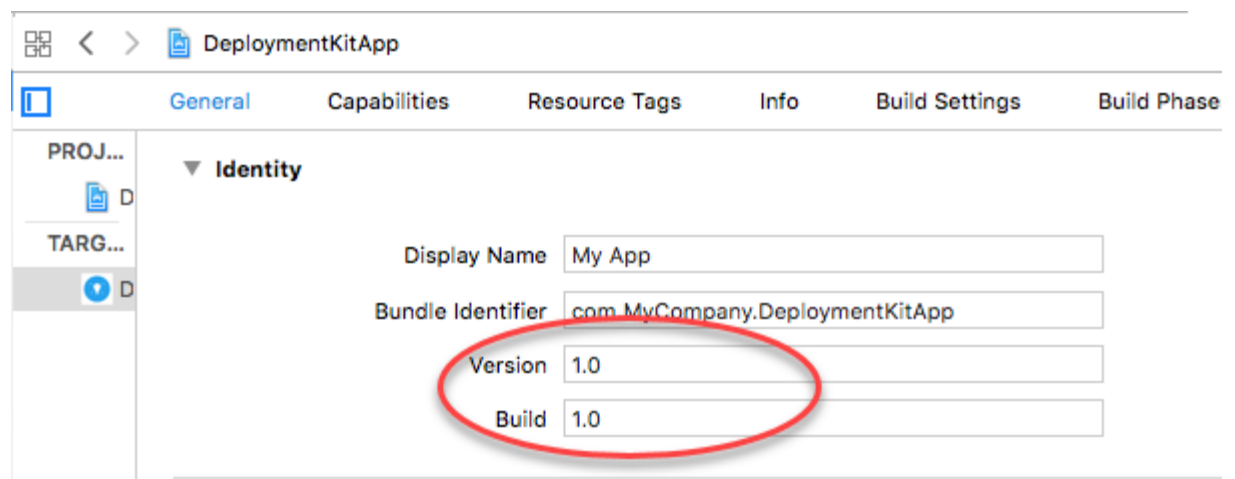 DeploymentKitApp
General Capabilities Resource Tags Info Build Settings Build Phase
PROJ...
Identity
D
TARG...
Display Name My App
D
Bundle Identifier com.MyCompany.DeploymentKitApp
Version 1.0
Build 1.0